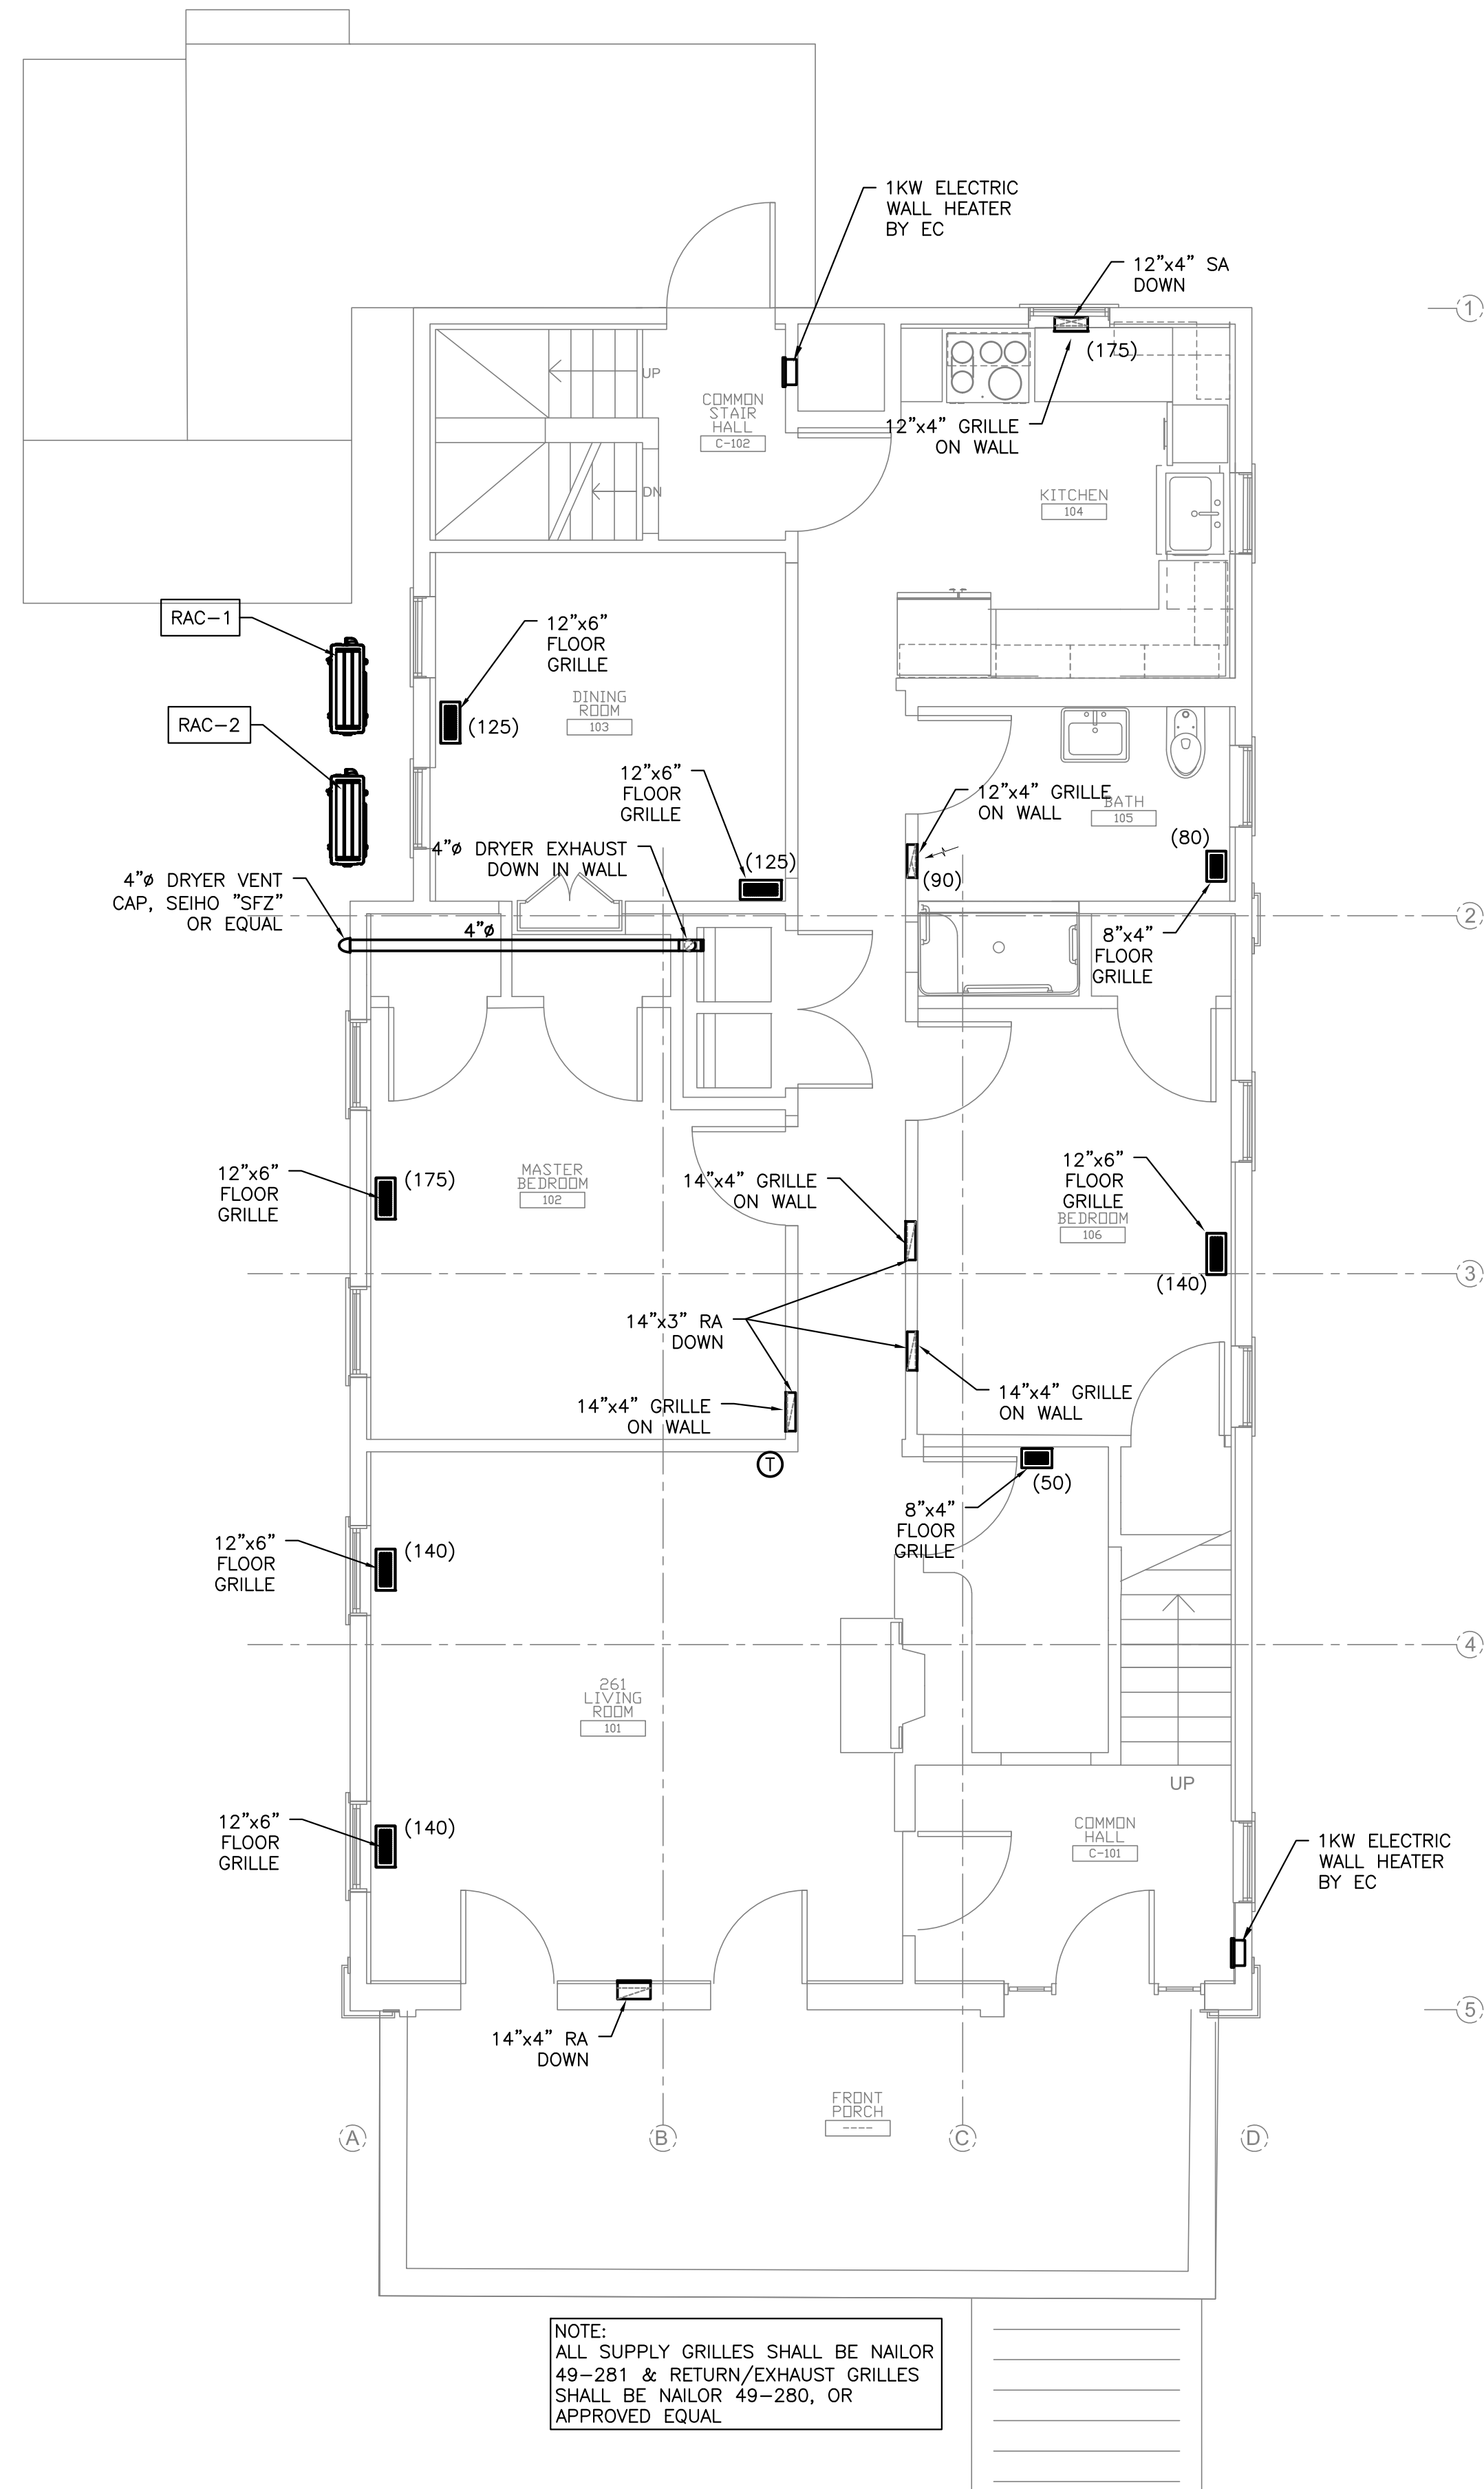 1KW ELECTRIC
WALL HEATER
BY EC
12"x4" SA
DOWN
1
(175)
UP
COMMON
STAIR
HALL
C-102
12"x4" GRILLE
ON WALL
DN
KITCHEN
104
RAC-1
12"x6"
FLOOR
GRILLE
DINING
ROOM
103
RAC-2
(125)
12"x6"
FLOOR
GRILLE
12"x4" GRILLE
ON WALL
BATH
105
(80)
4"ø DRYER EXHAUST
DOWN IN WALL
(125)
(90)
4"ø DRYER VENT
CAP, SEIHO "SFZ"
OR EQUAL
4"ø
2
8"x4"
FLOOR
GRILLE
12"x6"
FLOOR
GRILLE
(175)
MASTER
BEDROOM
102
14"x4" GRILLE
ON WALL
12"x6"
FLOOR
GRILLE
BEDROOM
106
(140)
3
14"x3" RA
DOWN
14"x4" GRILLE
ON WALL
14"x4" GRILLE
ON WALL
T
(50)
8"x4"
FLOOR
GRILLE
12"x6"
FLOOR
GRILLE
(140)
4
261
LIVING
ROOM
101
UP
12"x6"
FLOOR
GRILLE
(140)
COMMON
HALL
C-101
1KW ELECTRIC
WALL HEATER
BY EC
5
14"x4" RA
DOWN
FRONT
PORCH
----
A
B
C
D
NOTE:
ALL SUPPLY GRILLES SHALL BE NAILOR
49-281 & RETURN/EXHAUST GRILLES
SHALL BE NAILOR 49-280, OR
APPROVED EQUAL